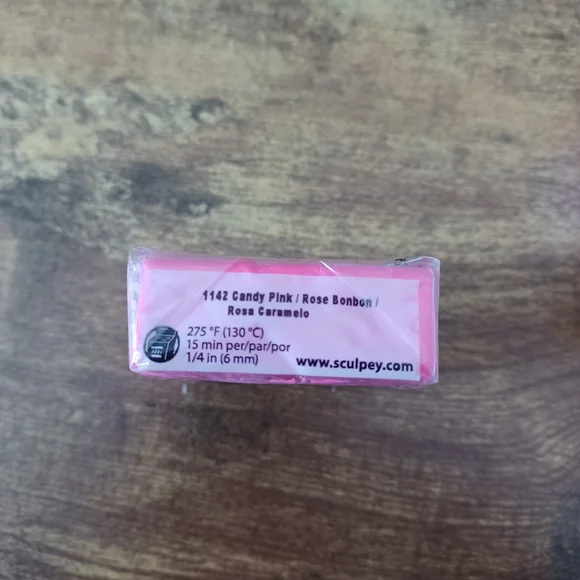 1142 Candy Pink / Rose Bonbon /
Rosa Caramelo
275 °F (130 °C)
15 min per/par/por
1/4 in (6 mm)
www.sculpey.com